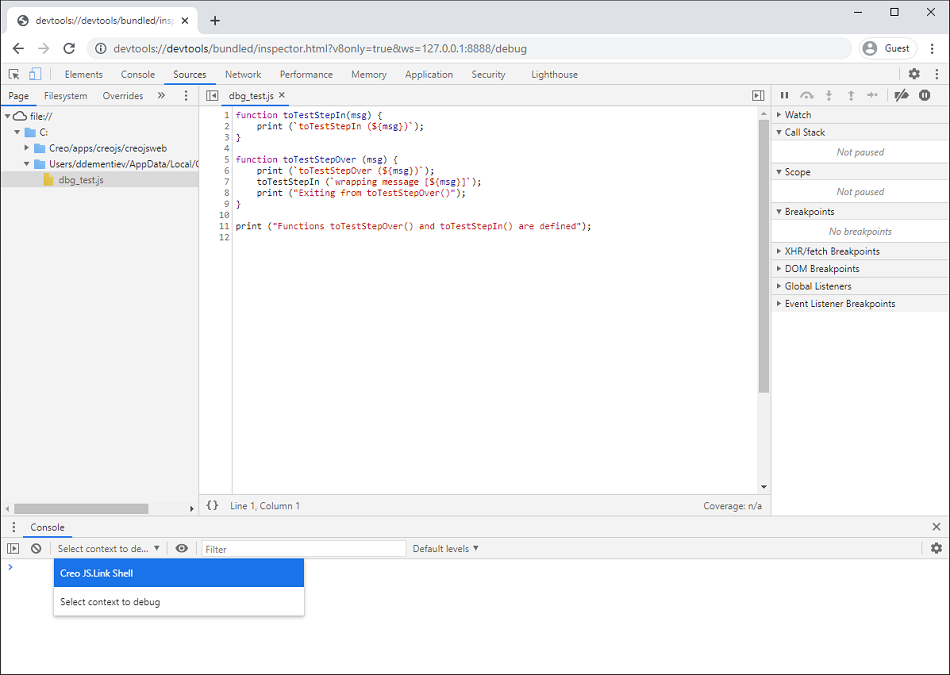 devtools://devtools/bundled/insp
devtools://devtools/bundled/inspector.html?v8only=true&ws=127.0.0.1:8888/debug
Guest
Elements Console Sources Network Performance Memory Application Security Lighthouse
Page Filesystem Overrides »
dbg_test.js
file://
C:
Creo/apps/creojs/creojsweb
Users/ddementiev/AppData/Local/C
dbg_test.js
1 function toTestStepIn(msg) {
2 print (`toTestStepIn (${msg})`);
3 }
4
5 function toTestStepOver (msg) {
6 print (`toTestStepOver (${msg})`);
7 toTestStepIn (`wrapping message [${msg}]`);
8 print ("Exiting from toTestStepOver()");
9 }
10
11 print ("Functions toTestStepOver() and toTestStepIn() are defined");
12
{} Line 1, Column 1
Coverage: n/a
Watch
Call Stack
Not paused
Scope
Not paused
Breakpoints
No breakpoints
XHR/fetch Breakpoints
DOM Breakpoints
Global Listeners
Event Listener Breakpoints
Console
Select context to de... Filter Default levels
Creo JS.Link Shell
Select context to debug